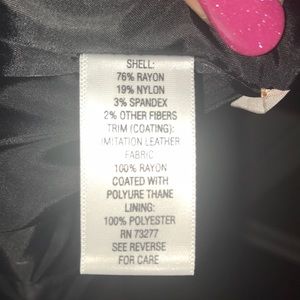 SHELL:
76% RAYON
19% NYLON
3% SPANDEX
2% OTHER FIBERS
TRIM (COATING):
IMITATION LEATHER
FABRIC
100% RAYON
COATED WITH
POLYURE THANE
LINING:
100% POLYESTER
RN 73277
SEE REVERSE
FOR CARE